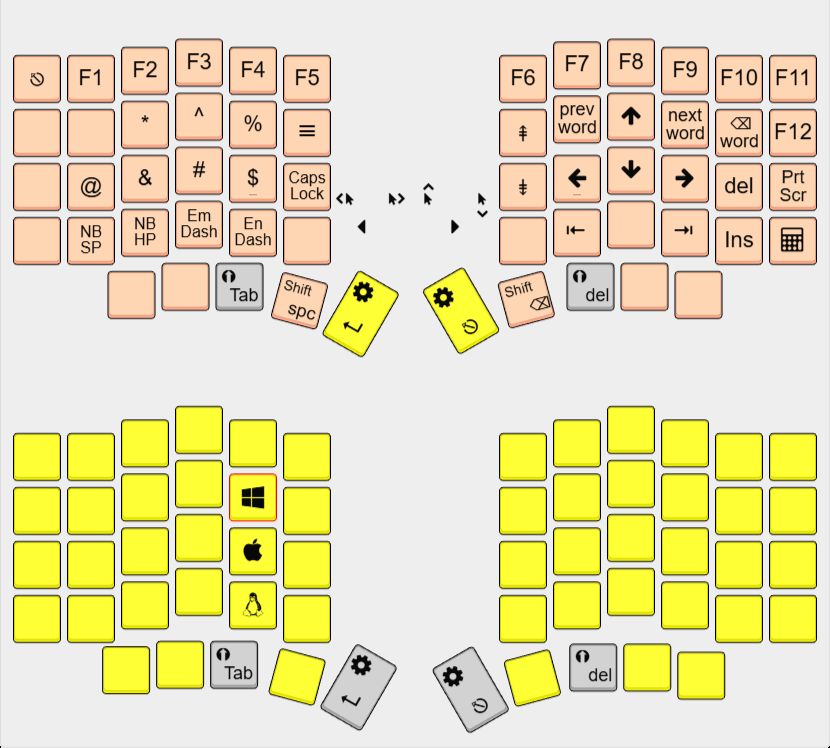 F1 F2 F3 F4 F5
F6 F7 F8 F9 F10 F11
* ^ %
prev
word
next
word
word
F12
@ & # $
Caps
Lock
del
Prt
Scr
NB
SP
NB
HP
Em
Dash
En
Dash
Ins
Tab
Shift
spc
Shift
del
Tab
del